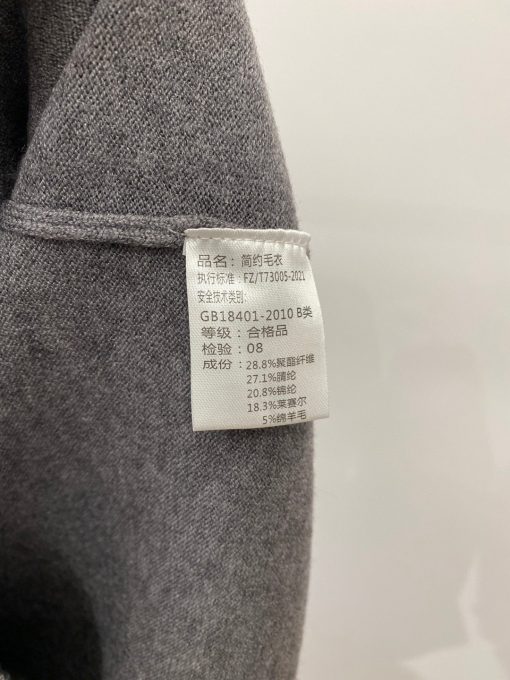 品名：简约毛衣
执行标准：FZ/T73005-2021
安全技术类别：
GB18401-2010 B类
等级：合格品
检验：08
成份：28.8%聚酯纤维
27.1%腈纶
20.8%锦纶
18.3%莱赛尔
5%绵羊毛